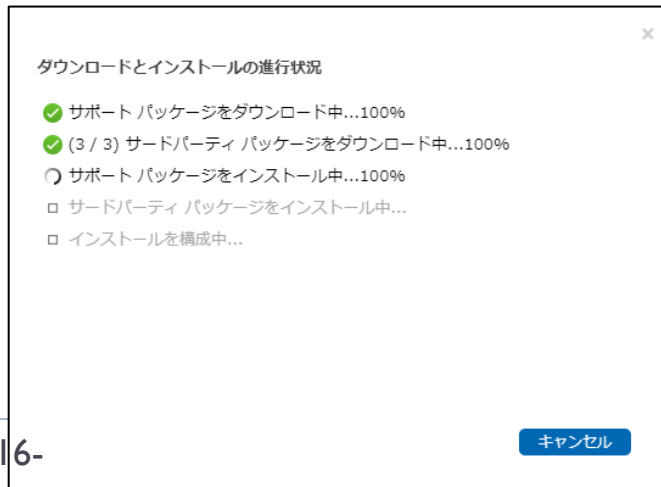 ×
ダウンロードとインストールの進行状況
サポート パッケージをダウンロード中...100%
(3 / 3) サードパーティ パッケージをダウンロード中...100%
サポート パッケージをインストール中...100%
サードパーティ パッケージをインストール中...
インストールを構成中...
キャンセル
16-